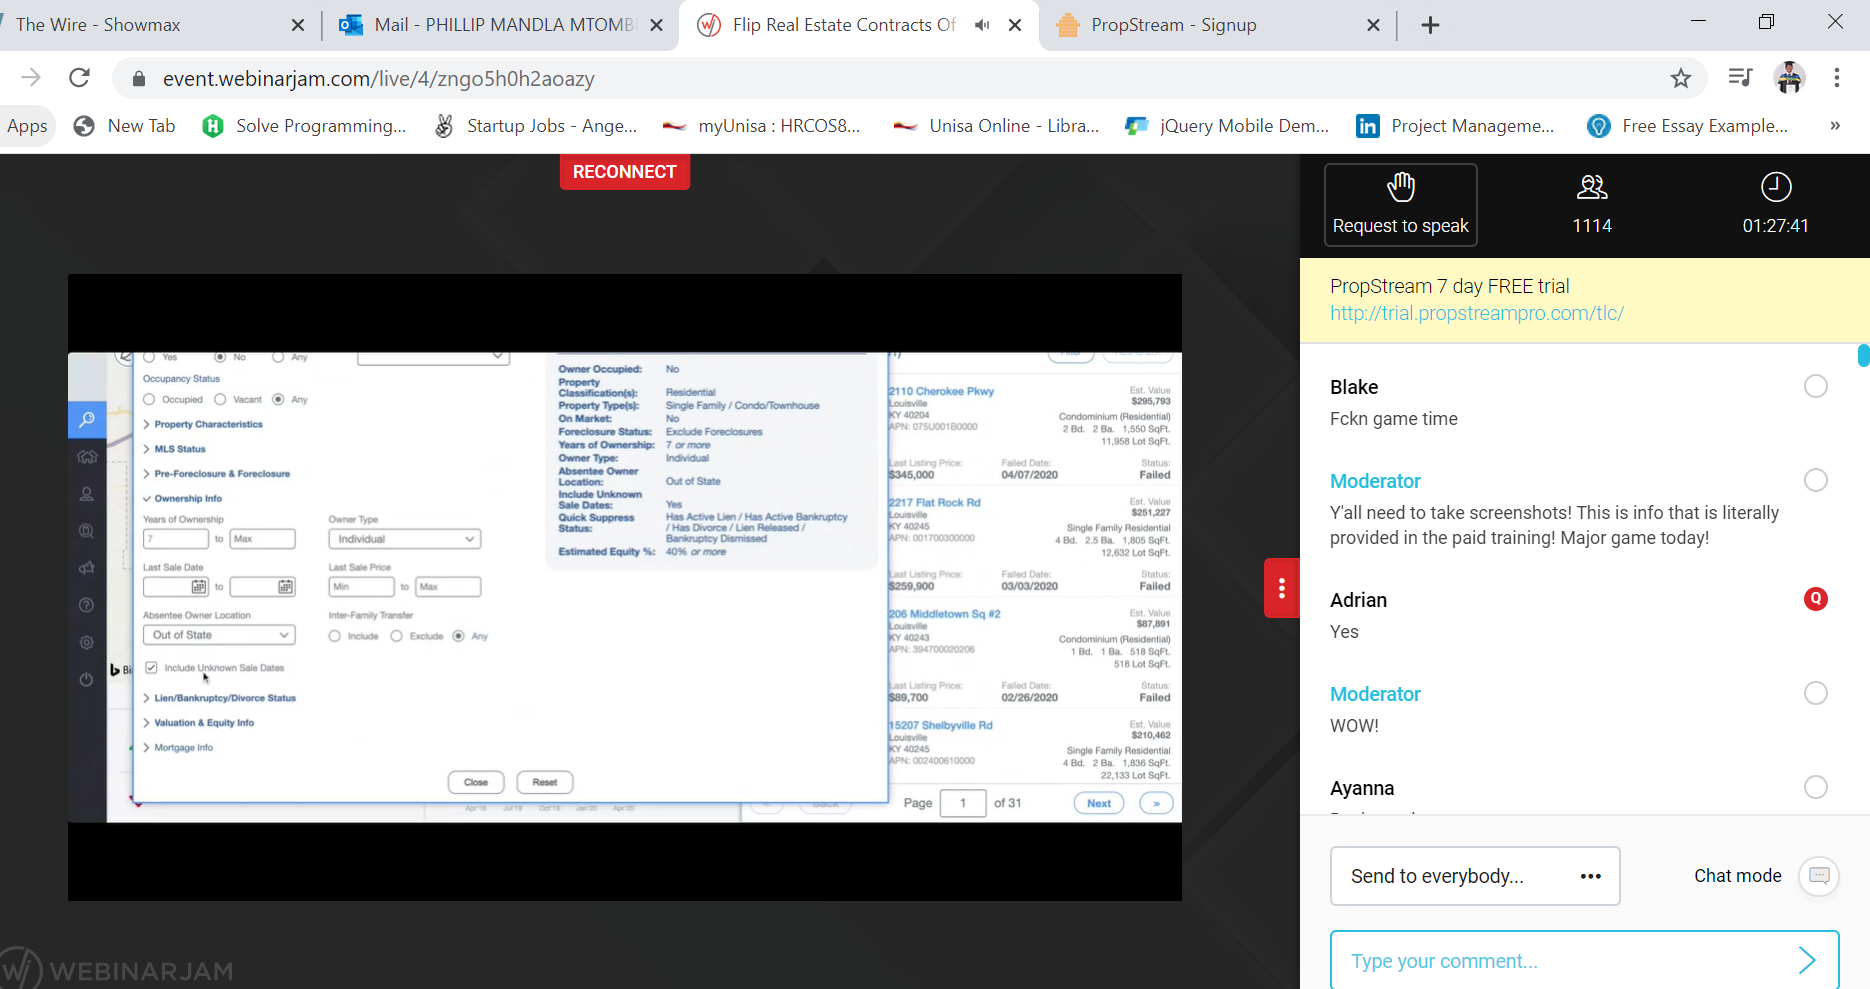 The Wire - Showmax
Mail - PHILLIP MANDLA MTOMB
Flip Real Estate Contracts Of
PropStream - Signup
event.webinarjam.com/live/4/zngo5h0h2aoazy
Apps
New Tab
Solve Programming...
Startup Jobs - Ange...
myUnisa : HRCOS8...
Unisa Online - Libra...
jQuery Mobile Dem...
Project Manageme...
Free Essay Example...
»
RECONNECT
Yes No Any
Occupancy Status
Occupied Vacant Any
Property Characteristics
MLS Status
Pre-Foreclosure & Foreclosure
Ownership Info
Years of Ownership Owner Type
7 to Max Individual
Last Sale Date Last Sale Price
to Min to Max
Absentee Owner Location Inter-Family Transfer
Out of State Include Exclude Any
Include Unknown Sale Dates
Lien/Bankruptcy/Divorce Status
Valuation & Equity Info
Mortgage Info
Close Reset
Owner Occupied: No
Property
Classification(s): Residential
Property Type(s): Single Family / Condo/Townhouse
On Market: No
Foreclosure Status: Exclude Foreclosures
Years of Ownership: 7 or more
Owner Type: Individual
Absentee Owner
Location: Out of State
Include Unknown
Sale Dates: Yes
Quick Suppress Has Active Lien / Has Active Bankruptcy
Status: / Has Divorce / Lien Released /
Bankruptcy Dismissed
Estimated Equity %: 40% or more
2110 Cherokee Pkwy Est. Value
Louisville $295,793
KY 40204 Condominium (Residential)
APN: 075U001B0000 2 Bd. 2 Ba. 1,550 SqFt.
11,958 Lot SqFt.
Last Listing Price: Failed Date: Status:
$345,000 04/07/2020 Failed
2217 Flat Rock Rd Est. Value
Louisville $251,227
KY 40245 Single Family Residential
APN: 001700300000 4 Bd. 2.5 Ba. 1,805 SqFt.
12,632 Lot SqFt.
Last Listing Price: Failed Date: Status:
$259,900 03/03/2020 Failed
206 Middletown Sq #2 Est. Value
Louisville $87,891
KY 40243 Condominium (Residential)
APN: 394700020206 1 Bd. 1 Ba. 518 SqFt.
518 Lot SqFt.
Last Listing Price: Failed Date: Status:
$89,700 02/26/2020 Failed
15207 Shelbyville Rd Est. Value
Louisville $210,462
KY 40245 Single Family Residential
APN: 002400610000 4 Bd. 2 Ba. 1,836 SqFt.
22,133 Lot SqFt.
Page 1 of 31 Next »
Apr'19 Jul'19 Oct'19 Jan'20 Apr'20
WEBINARJAM
Request to speak
1114
01:27:41
PropStream 7 day FREE trial
http://trial.propstreampro.com/tlc/
Blake
Fckn game time
Moderator
Y'all need to take screenshots! This is info that is literally
provided in the paid training! Major game today!
Adrian
Q
Yes
Moderator
WOW!
Ayanna
Send to everybody... •••
Chat mode
Type your comment...